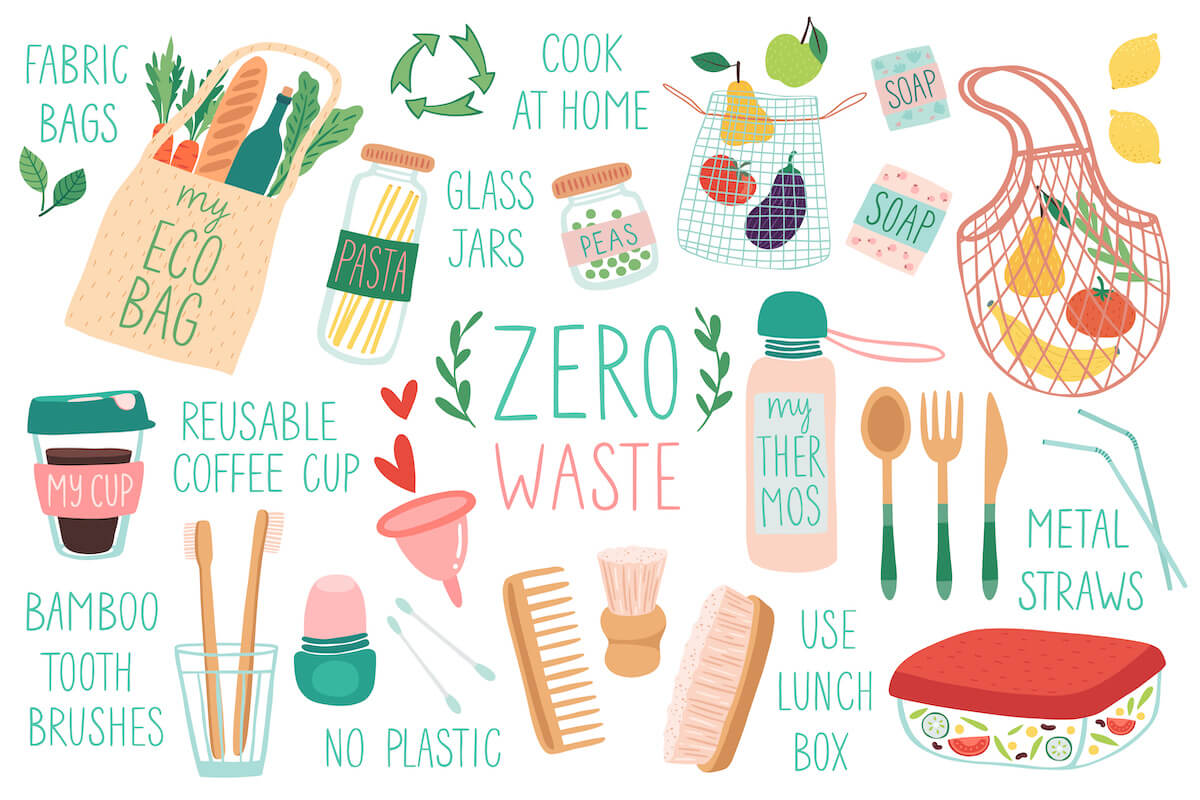 FABRIC
BAGS
my
ECO
BAG
COOK
AT HOME
PASTA
GLASS
JARS
PEAS
SOAP
SOAP
ZERO
WASTE
my
THER
MOS
MY CUP
REUSABLE
COFFEE CUP
METAL
STRAWS
BAMBOO
TOOTH
BRUSHES
NO PLASTIC
USE
LUNCH
BOX